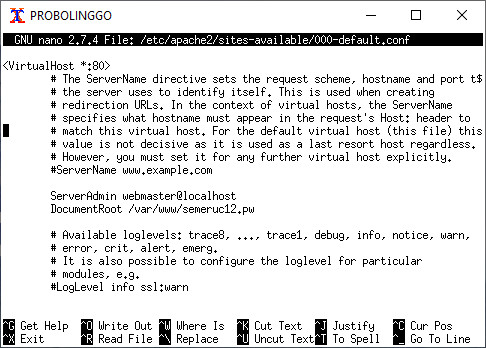 PROBOLINGGO
GNU nano 2.7.4 File: /etc/apache2/sites-available/000-default.conf
<VirtualHost *:80>
# The ServerName directive sets the request scheme, hostname and port t$
# the server uses to identify itself. This is used when creating
# redirection URLs. In the context of virtual hosts, the ServerName
# specifies what hostname must appear in the request's Host: header to
# match this virtual host. For the default virtual host (this file) this
# value is not decisive as it is used as a last resort host regardless.
# However, you must set it for any further virtual host explicitly.
#ServerName www.example.com
ServerAdmin webmaster@localhost
DocumentRoot /var/www/semeruc12.pw
# Available loglevels: trace8, ..., trace1, debug, info, notice, warn,
# error, crit, alert, emerg.
# It is also possible to configure the loglevel for particular
# modules, e.g.
#LogLevel info ssl:warn
^G Get Help ^O Write Out ^W Where Is ^K Cut Text ^J Justify ^C Cur Pos
^X Exit ^R Read File ^\ Replace ^U Uncut Text ^T To Spell ^_ Go To Line